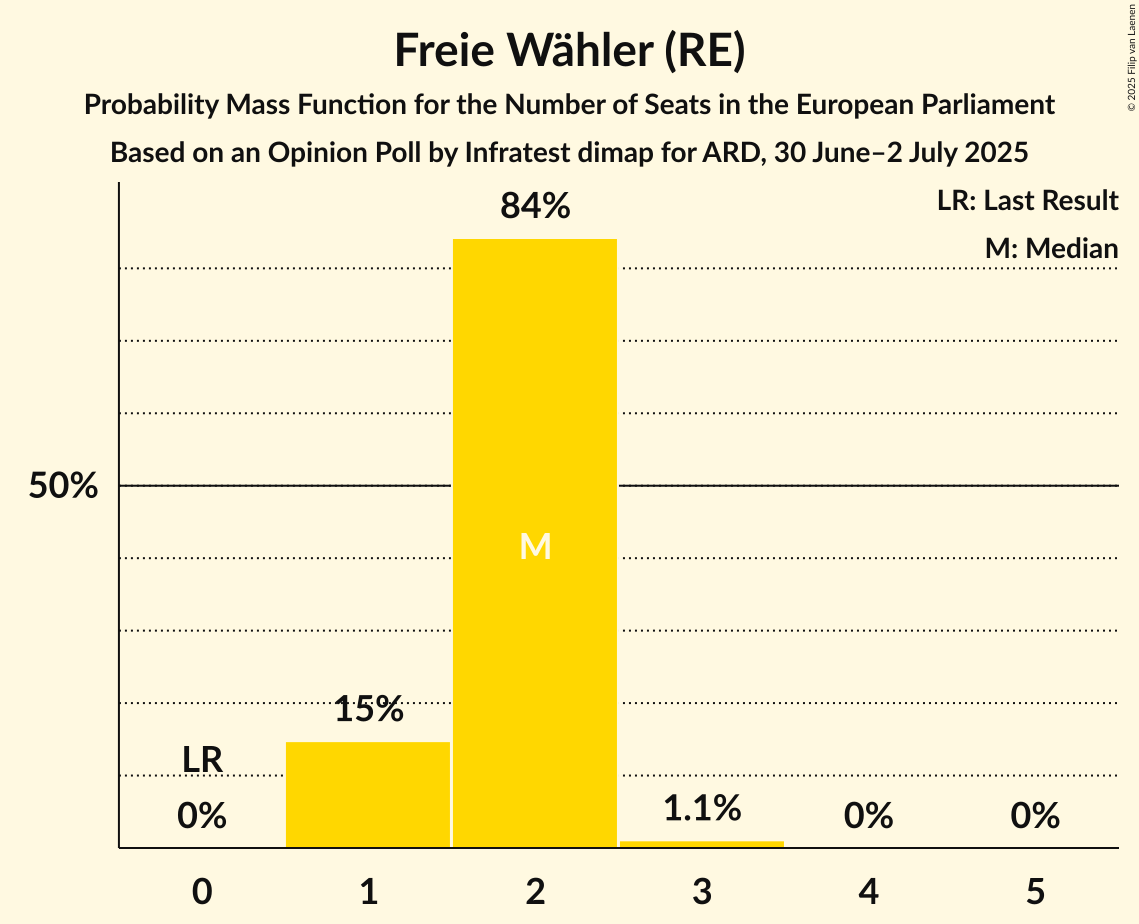 Freie Wähler (RE)
Probability Mass Function for the Number of Seats in the European Parliament
Based on an Opinion Poll by Infratest dimap for ARD, 30 June–2 July 2025
© 2025 Filip van Laenen
LR: Last Result
M: Median
84%
50%
M
15%
LR
0%
1.1%
0%
0%
0 1 2 3 4 5